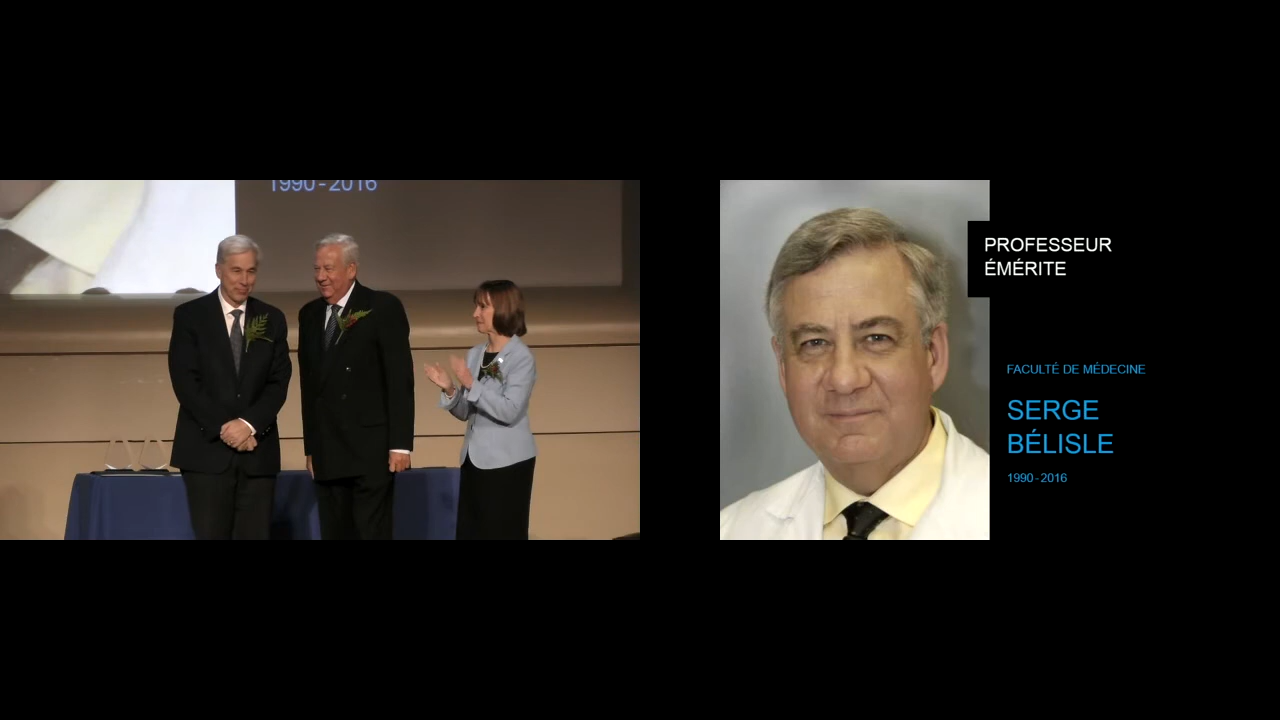 1990-2016
PROFESSEUR
ÉMÉRITE
FACULTÉ DE MÉDECINE
SERGE
BÉLISLE
1990-2016